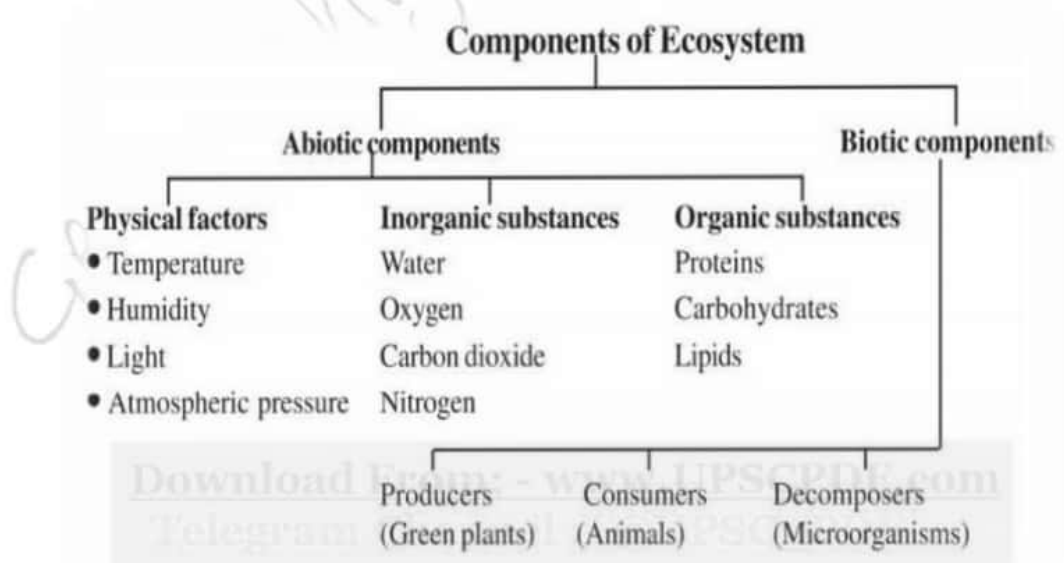 Components of Ecosystem
Abiotic components
Biotic components
Physical factors
• Temperature
• Humidity
• Light
• Atmospheric pressure
Inorganic substances
Water
Oxygen
Carbon dioxide
Nitrogen
Organic substances
Proteins
Carbohydrates
Lipids
Producers
(Green plants)
Consumers
(Animals)
Decomposers
(Microorganisms)
Download From: - www.UPSCPDF.com
Telegram